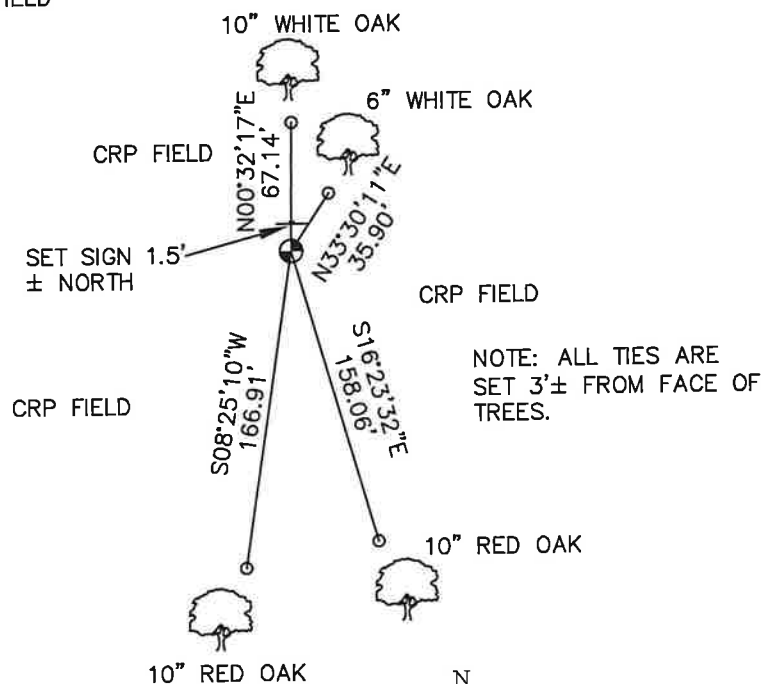 10" WHITE OAK
6" WHITE OAK
CRP FIELD
N00°32'17"E
67.14'
N33°30'11"E
35.90'
SET SIGN 1.5'
± NORTH
CRP FIELD
S08°25'10"W
166.91'
S16°23'32"E
158.06'
NOTE: ALL TIES ARE
SET 3'± FROM FACE OF
TREES.
CRP FIELD
10" RED OAK
10" RED OAK
N